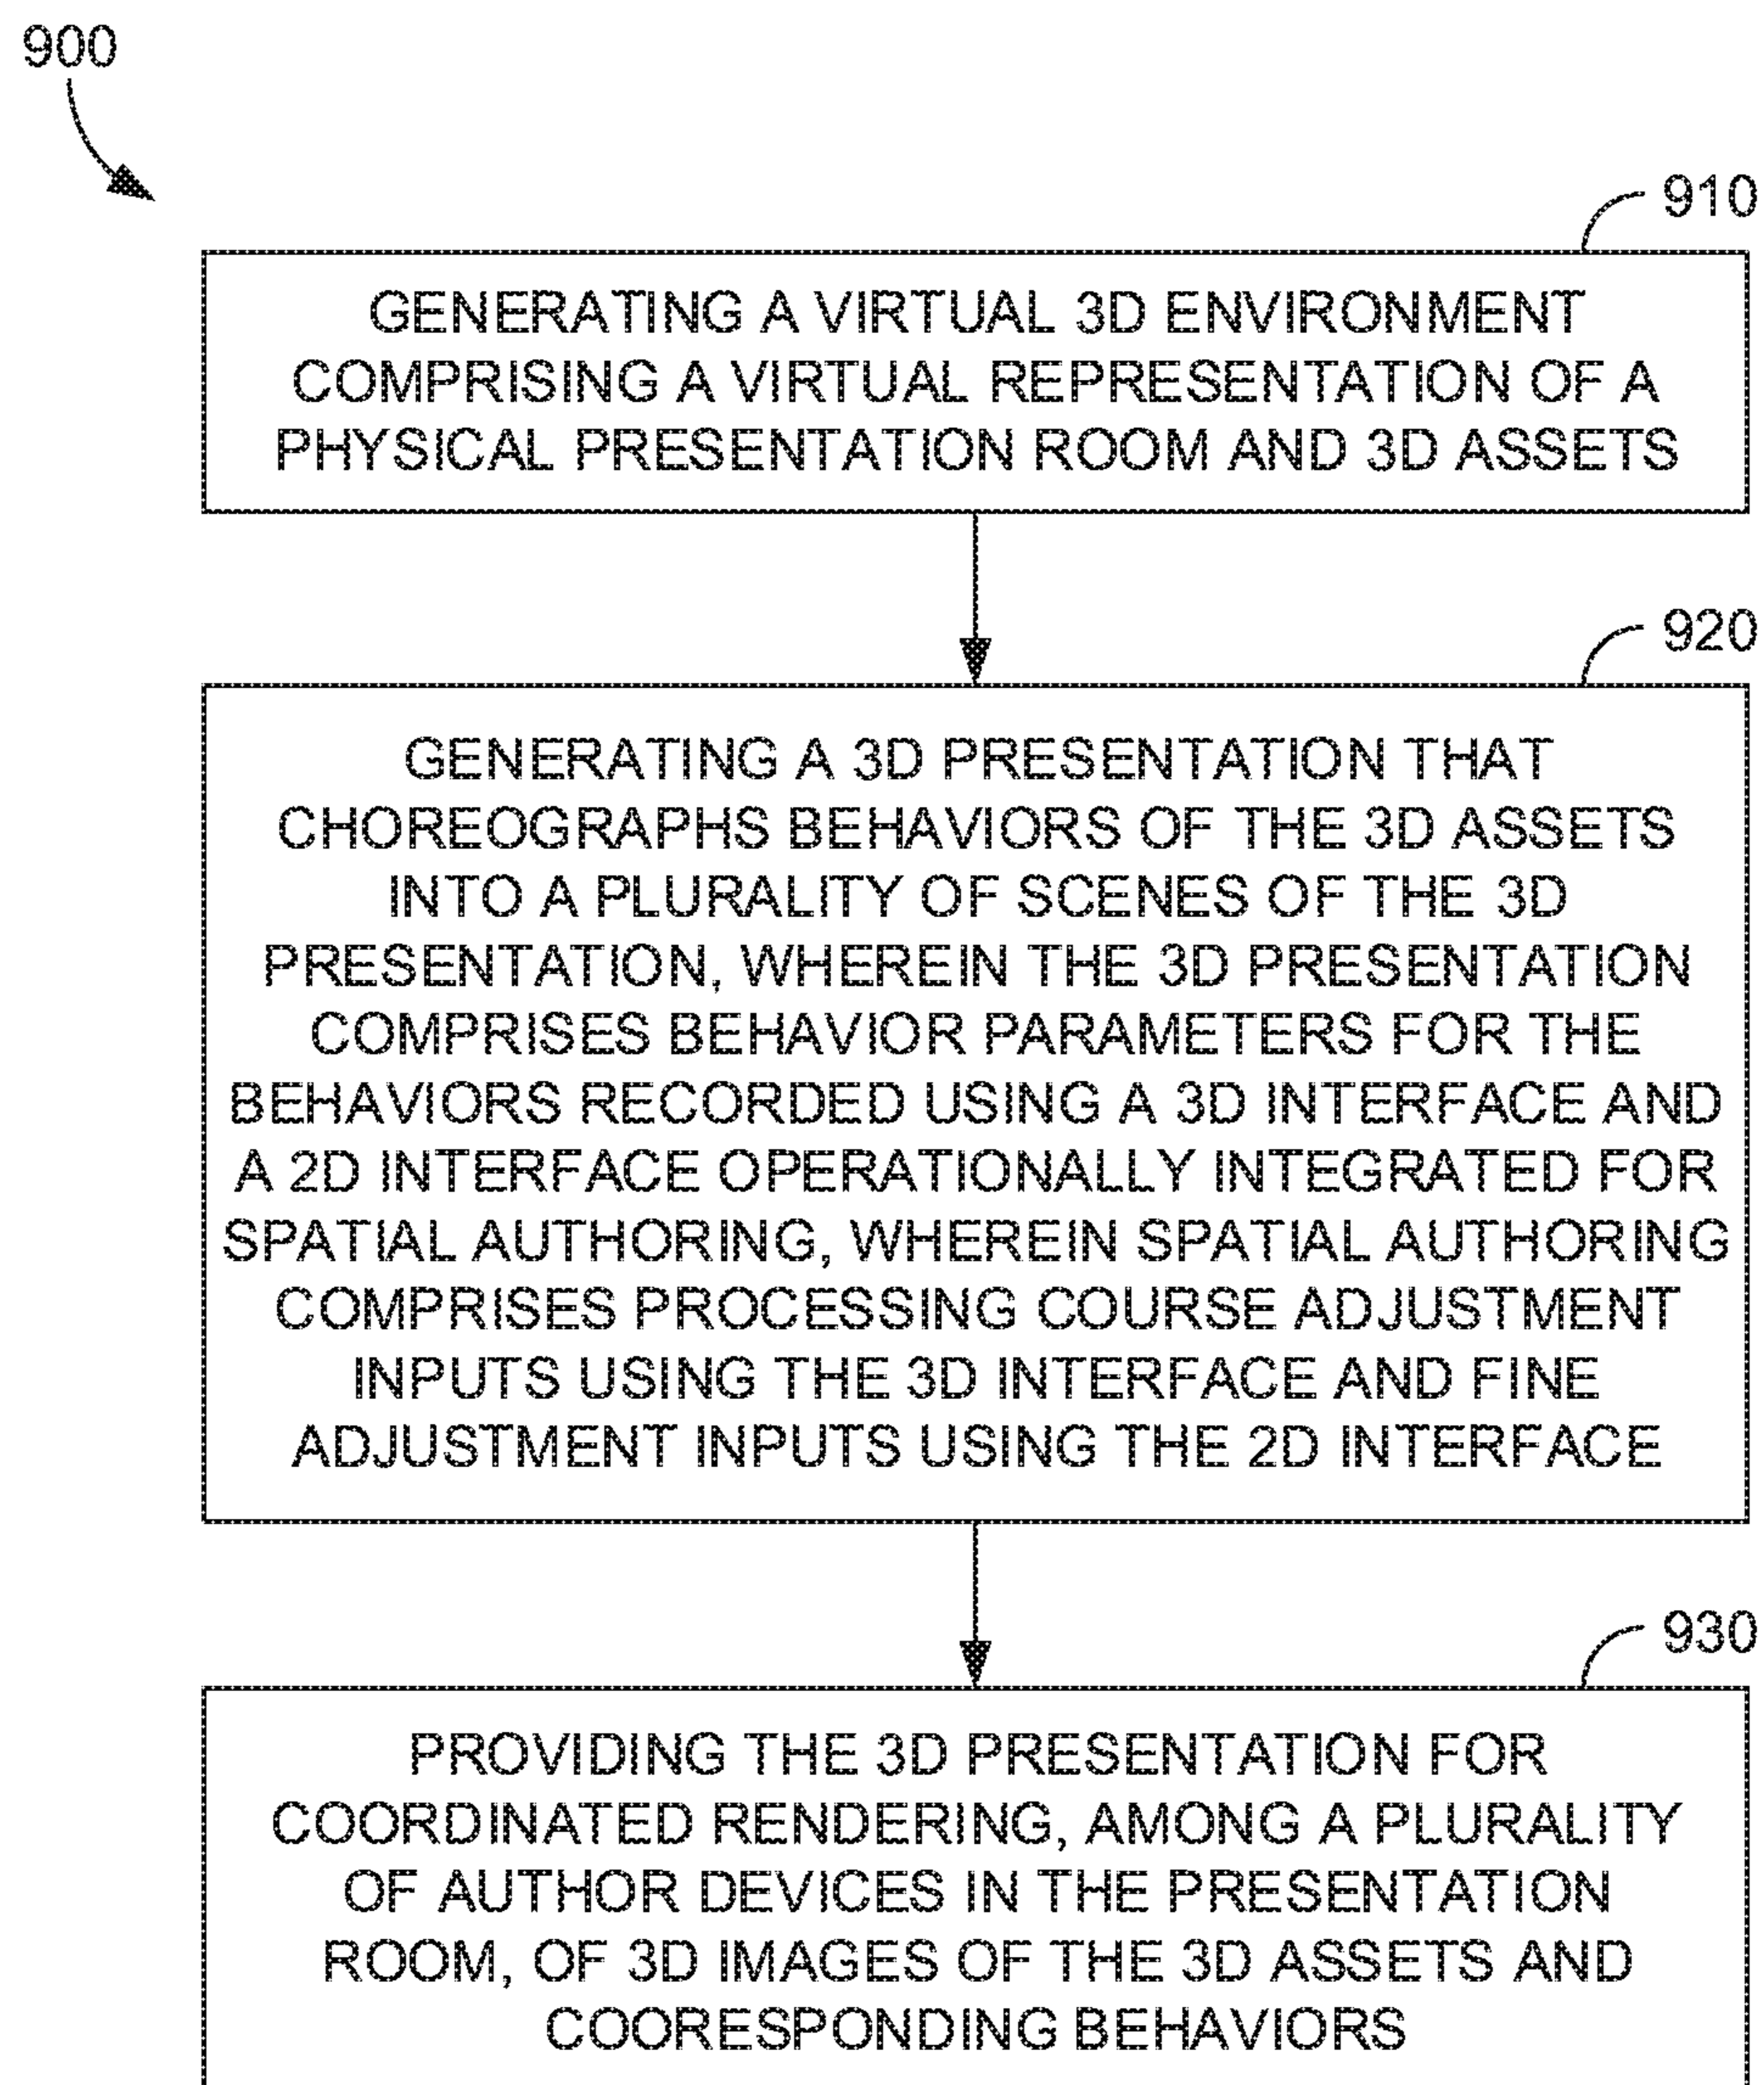 900
910
GENERATING A VIRTUAL 3D ENVIRONMENT
COMPRISING A VIRTUAL REPRESENTATION OF A
PHYSICAL PRESENTATION ROOM AND 3D ASSETS
920
GENERATING A 3D PRESENTATION THAT
CHOREOGRAPHS BEHAVIORS OF THE 3D ASSETS
INTO A PLURALITY OF SCENES OF THE 3D
PRESENTATION, WHEREIN THE 3D PRESENTATION
COMPRISES BEHAVIOR PARAMETERS FOR THE
BEHAVIORS RECORDED USING A 3D INTERFACE AND
A 2D INTERFACE OPERATIONALLY INTEGRATED FOR
SPATIAL AUTHORING, WHEREIN SPATIAL AUTHORING
COMPRISES PROCESSING COURSE ADJUSTMENT
INPUTS USING THE 3D INTERFACE AND FINE
ADJUSTMENT INPUTS USING THE 2D INTERFACE
930
PROVIDING THE 3D PRESENTATION FOR
COORDINATED RENDERING, AMONG A PLURALITY
OF AUTHOR DEVICES IN THE PRESENTATION
ROOM, OF 3D IMAGES OF THE 3D ASSETS AND
COORESPONDING BEHAVIORS